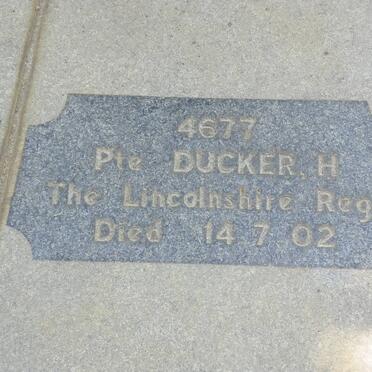 4677
Pte DUCKER, H
The Lincolnshire Reg
Died 14.7.02